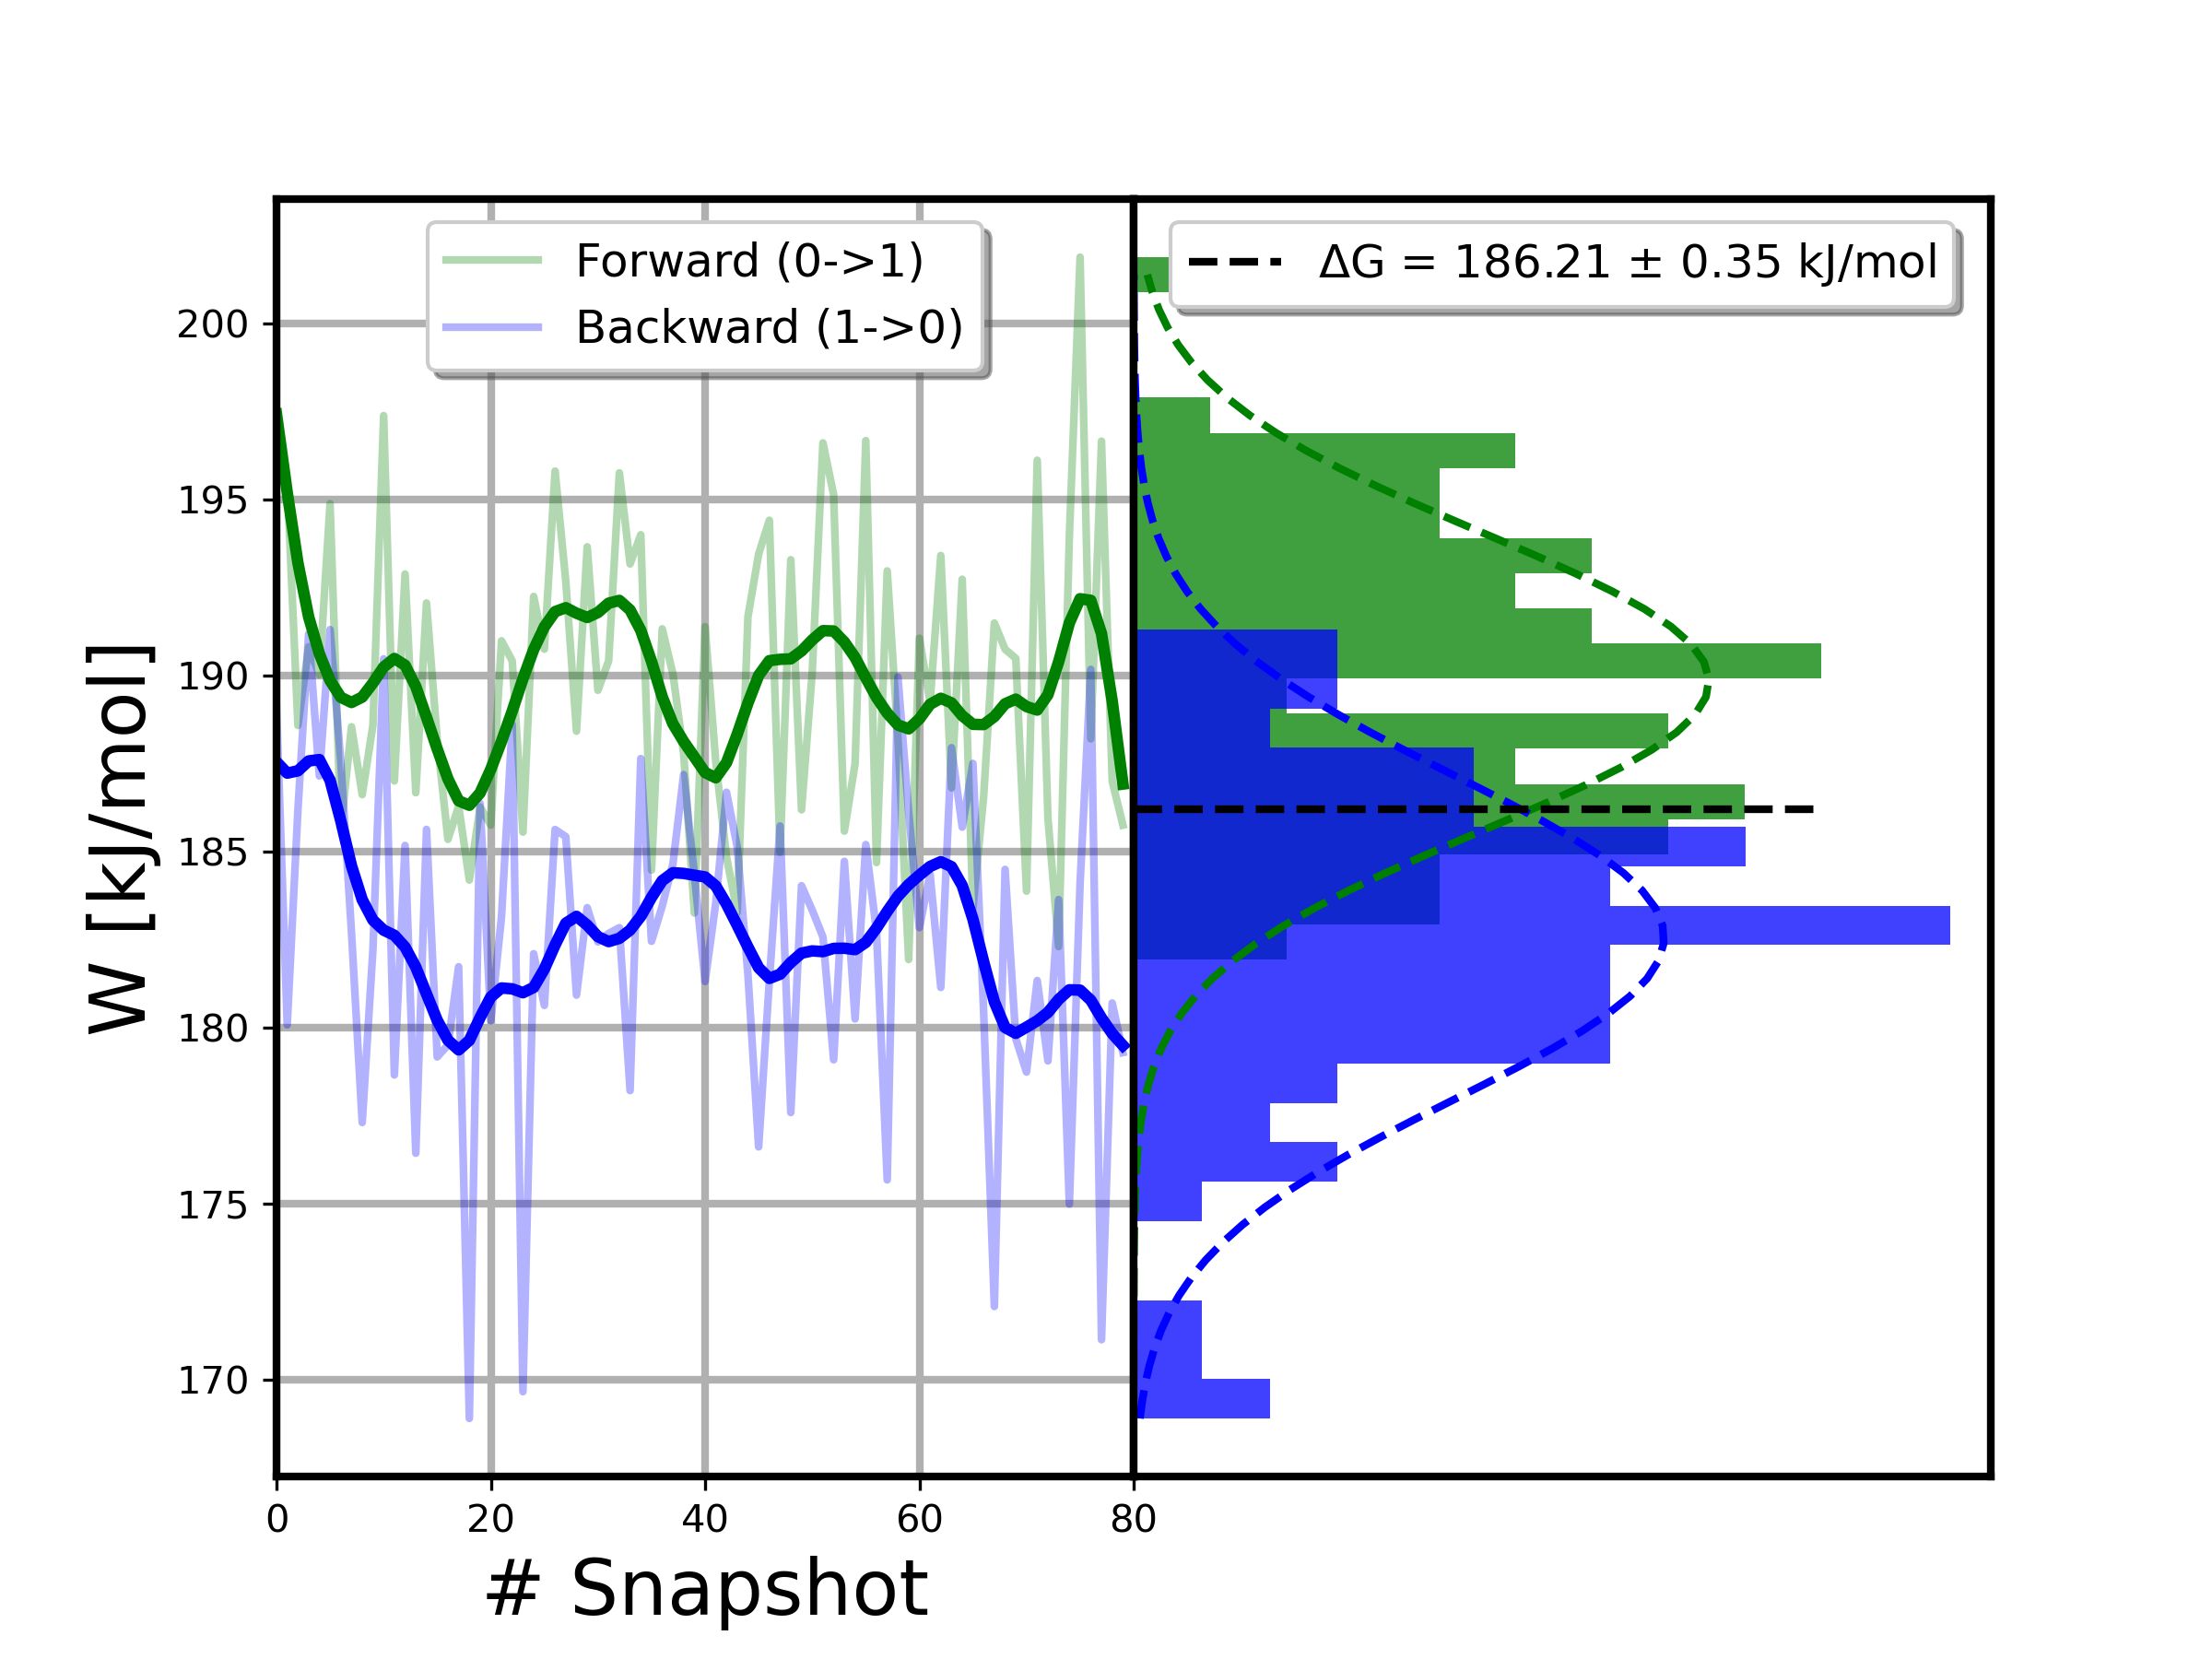 Forward (0->1)
Backward (1->0)
ΔG = 186.21 ± 0.35 kJ/mol
W [kJ/mol]
200
195
190
185
180
175
170
0 20 40 60 80
# Snapshot